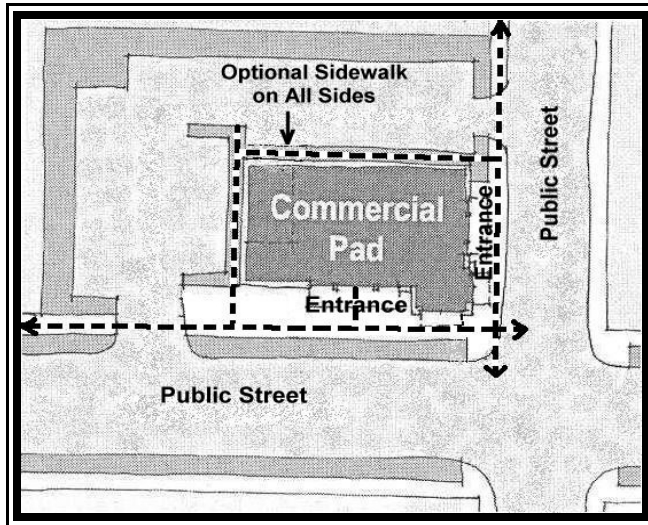 Optional Sidewalk
on All Sides
Public Street
Commercial
Pad
Entrance
Entrance
Public Street